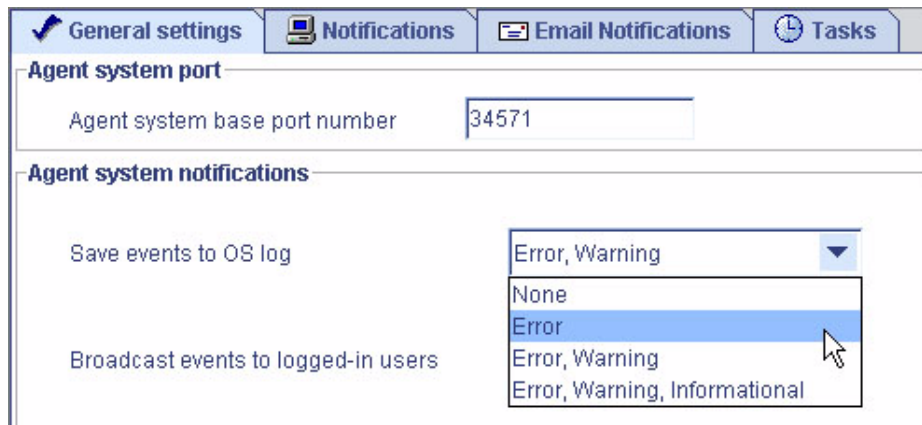 General settings Notifications Email Notifications Tasks
Agent system port
Agent system base port number 34571
Agent system notifications
Save events to OS log Error, Warning
None
Error
Broadcast events to logged-in users Error, Warning
Error, Warning, Informational